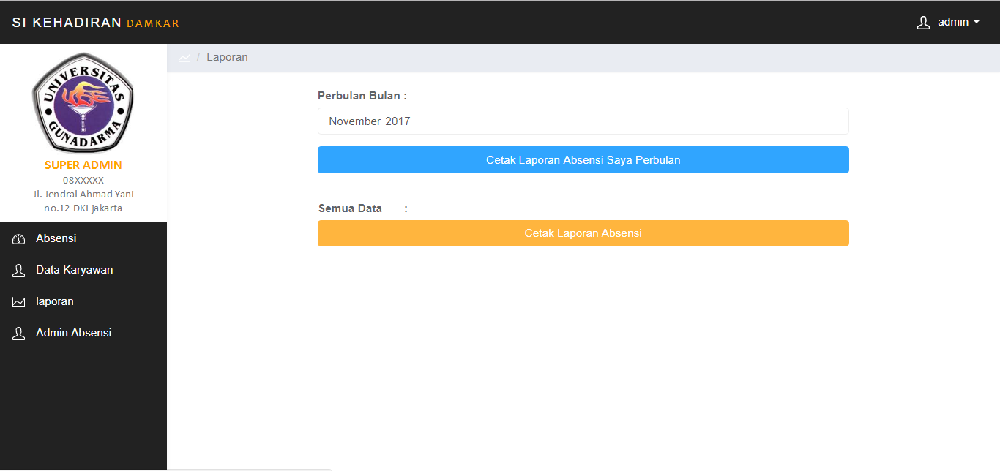 SI KEHADIRAN DAMKAR
admin
UNIVERSITAS
GUNADARMA
SUPER ADMIN
08XXXXX
Jl. Jendral Ahmad Yani
no.12 DKI jakarta
Absensi
Data Karyawan
laporan
Admin Absensi
/ Laporan
Perbulan Bulan :
November 2017
Cetak Laporan Absensi Saya Perbulan
Semua Data :
Cetak Laporan Absensi